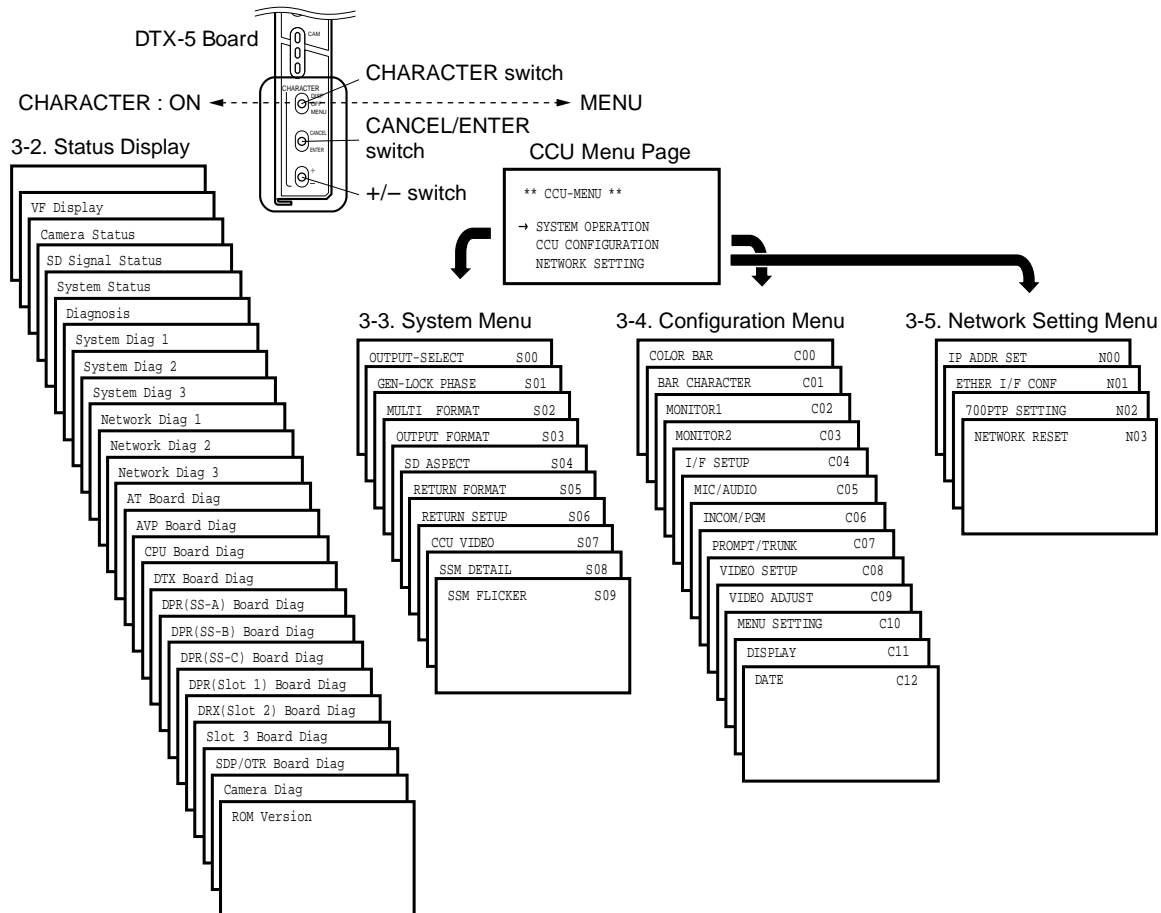 DTX-5 Board
CAM
CHARACTER
DISP
OFF
MENU
CANCEL
ENTER
+
−
CHARACTER switch
CHARACTER : ON
MENU
CANCEL/ENTER
switch
+/− switch
3-2. Status Display
VF Display
Camera Status
SD Signal Status
System Status
Diagnosis
System Diag 1
System Diag 2
System Diag 3
Network Diag 1
Network Diag 2
Network Diag 3
AT Board Diag
AVP Board Diag
CPU Board Diag
DTX Board Diag
DPR(SS-A) Board Diag
DPR(SS-B) Board Diag
DPR(SS-C) Board Diag
DPR(Slot 1) Board Diag
DRX(Slot 2) Board Diag
Slot 3 Board Diag
SDP/OTR Board Diag
Camera Diag
ROM Version
CCU Menu Page
** CCU-MENU **
→ SYSTEM OPERATION
CCU CONFIGURATION
NETWORK SETTING
3-3. System Menu
OUTPUT-SELECT S00
GEN-LOCK PHASE S01
MULTI FORMAT S02
OUTPUT FORMAT S03
SD ASPECT S04
RETURN FORMAT S05
RETURN SETUP S06
CCU VIDEO S07
SSM DETAIL S08
SSM FLICKER S09
3-4. Configuration Menu
COLOR BAR C00
BAR CHARACTER C01
MONITOR1 C02
MONITOR2 C03
I/F SETUP C04
MIC/AUDIO C05
INCOM/PGM C06
PROMPT/TRUNK C07
VIDEO SETUP C08
VIDEO ADJUST C09
MENU SETTING C10
DISPLAY C11
DATE C12
3-5. Network Setting Menu
IP ADDR SET N00
ETHER I/F CONF N01
700PTP SETTING N02
NETWORK RESET N03